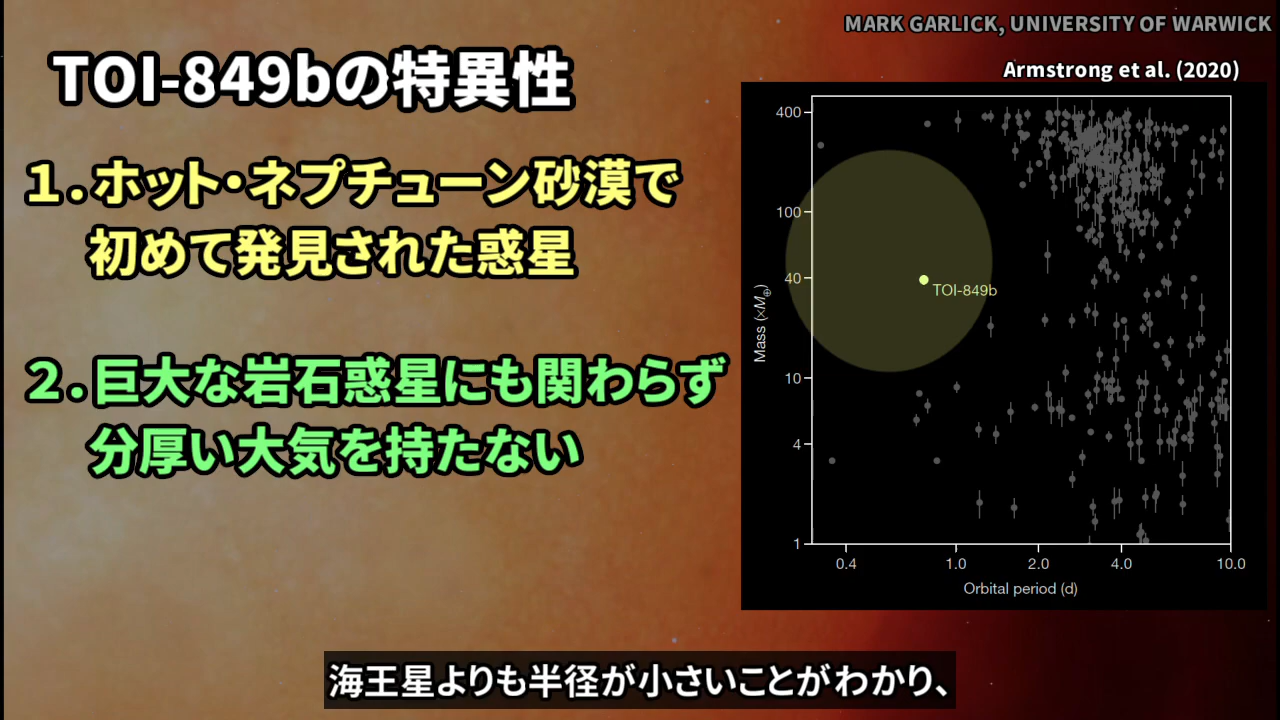 MARK GARLICK, UNIVERSITY OF WARWICK
TOI-849bの特異性
Armstrong et al. (2020)
１．ホット・ネプチューン砂漠で
初めて発見された惑星
２．巨大な岩石惑星にも関わらず
分厚い大気を持たない
400
100
40
10
4
1
Mass (×M⊕)
TOI-849b
0.4
1.0
2.0
4.0
10.0
Orbital period (d)
海王星よりも半径が小さいことがわかり、